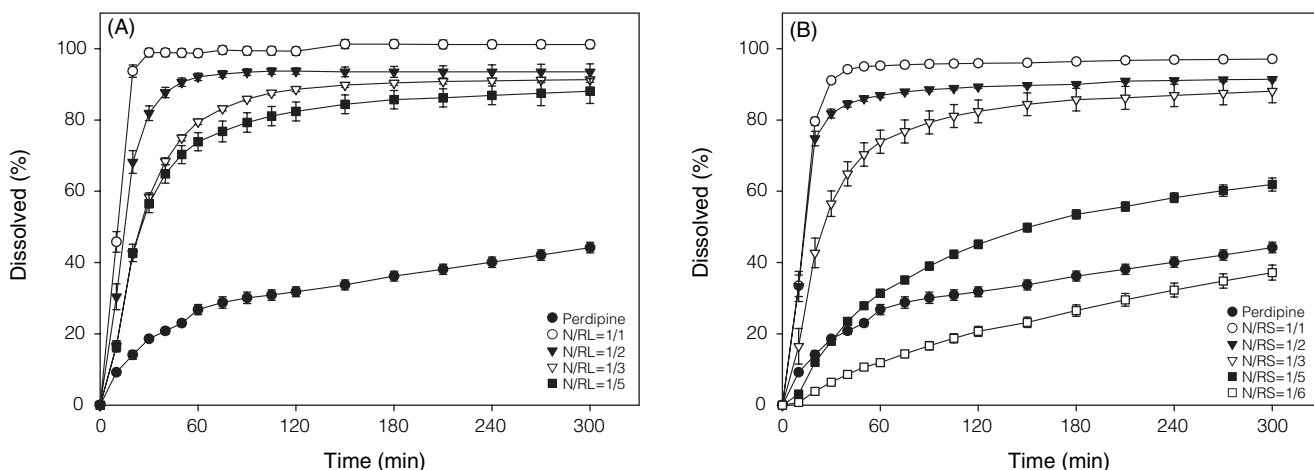 (A)
Dissolved (%)
100
80
60
40
20
0
Perdipine
N/RL=1/1
N/RL=1/2
N/RL=1/3
N/RL=1/5
0 60 120 180 240 300
Time (min)
(B)
Dissolved (%)
100
80
60
40
20
0
Perdipine
N/RS=1/1
N/RS=1/2
N/RS=1/3
N/RS=1/5
N/RS=1/6
0 60 120 180 240 300
Time (min)